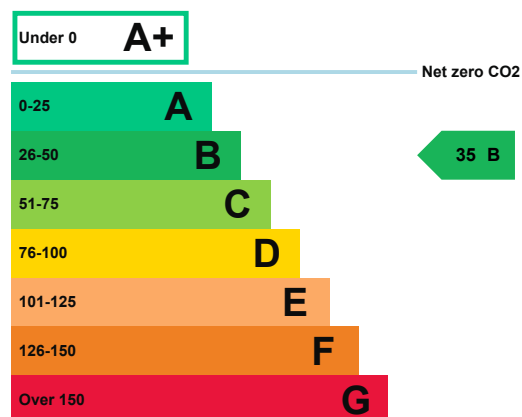 Under 0 A+
Net zero CO2
0-25 A
26-50 B
35 B
51-75 C
76-100 D
101-125 E
126-150 F
Over 150 G